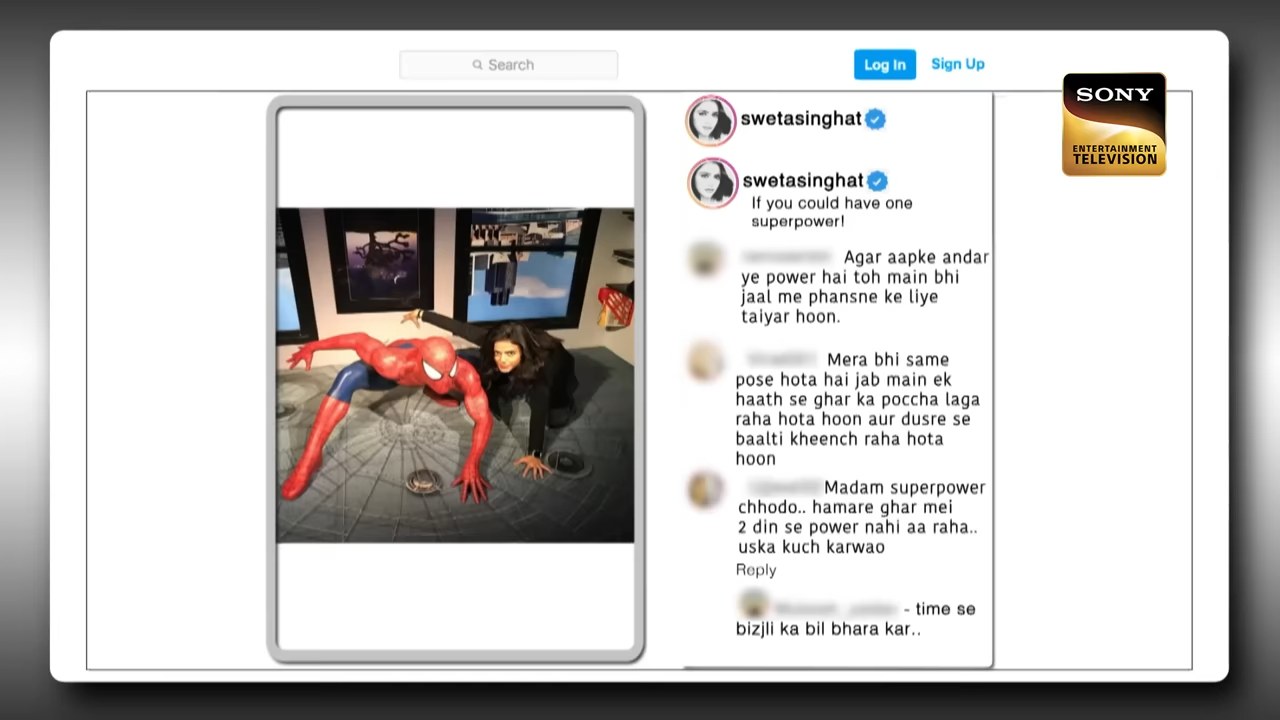 Search
Log In
Sign Up
SONY
ENTERTAINMENT
TELEVISION
swetasinghat
swetasinghat
If you could have one
superpower!
Agar aapke andar
ye power hai toh main bhi
jaal me phansne ke liye
taiyar hoon.
Mera bhi same
pose hota hai jab main ek
haath se ghar ka poccha laga
raha hota hoon aur dusre se
baalti kheench raha hota
hoon
Madam superpower
chhodo.. hamare ghar mei
2 din se power nahi aa raha..
uska kuch karwao
Reply
- time se
bizjli ka bil bhara kar..